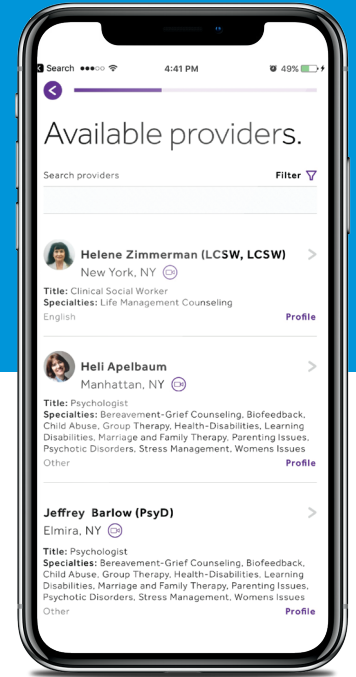 Search
4:41 PM
49%
Available providers.
Search providers
Filter
Helene Zimmerman (LCSW, LCSW)
New York, NY
Title: Clinical Social Worker
Specialties: Life Management Counseling
English
Profile
Heli Apelbaum
Manhattan, NY
Title: Psychologist
Specialties: Bereavement-Grief Counseling, Biofeedback,
Child Abuse, Group Therapy, Health-Disabilities, Learning
Disabilities, Marriage and Family Therapy, Parenting Issues,
Psychotic Disorders, Stress Management, Womens Issues
Other
Profile
Jeffrey Barlow (PsyD)
Elmira, NY
Title: Psychologist
Specialties: Bereavement-Grief Counseling, Biofeedback,
Child Abuse, Group Therapy, Health-Disabilities, Learning
Disabilities, Marriage and Family Therapy, Parenting Issues,
Psychotic Disorders, Stress Management, Womens Issues
Other
Profile